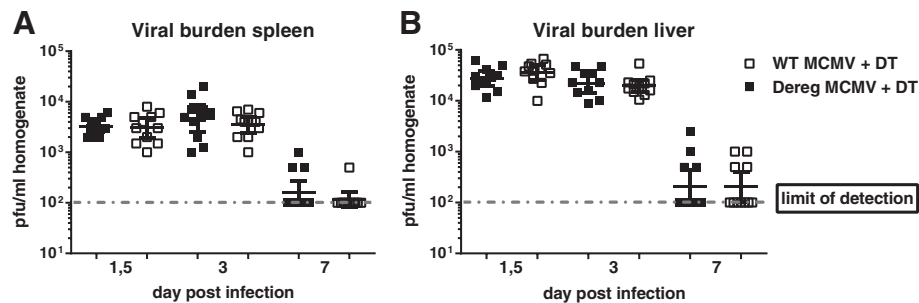 A
Viral burden spleen
pfu/ml homogenate
10⁵
10⁴
10³
10²
10¹
1,5 3 7
day post infection
B
Viral burden liver
pfu/ml homogenate
10⁵
10⁴
10³
10²
10¹
1,5 3 7
day post infection
WT MCMV + DT
Dereg MCMV + DT
limit of detection